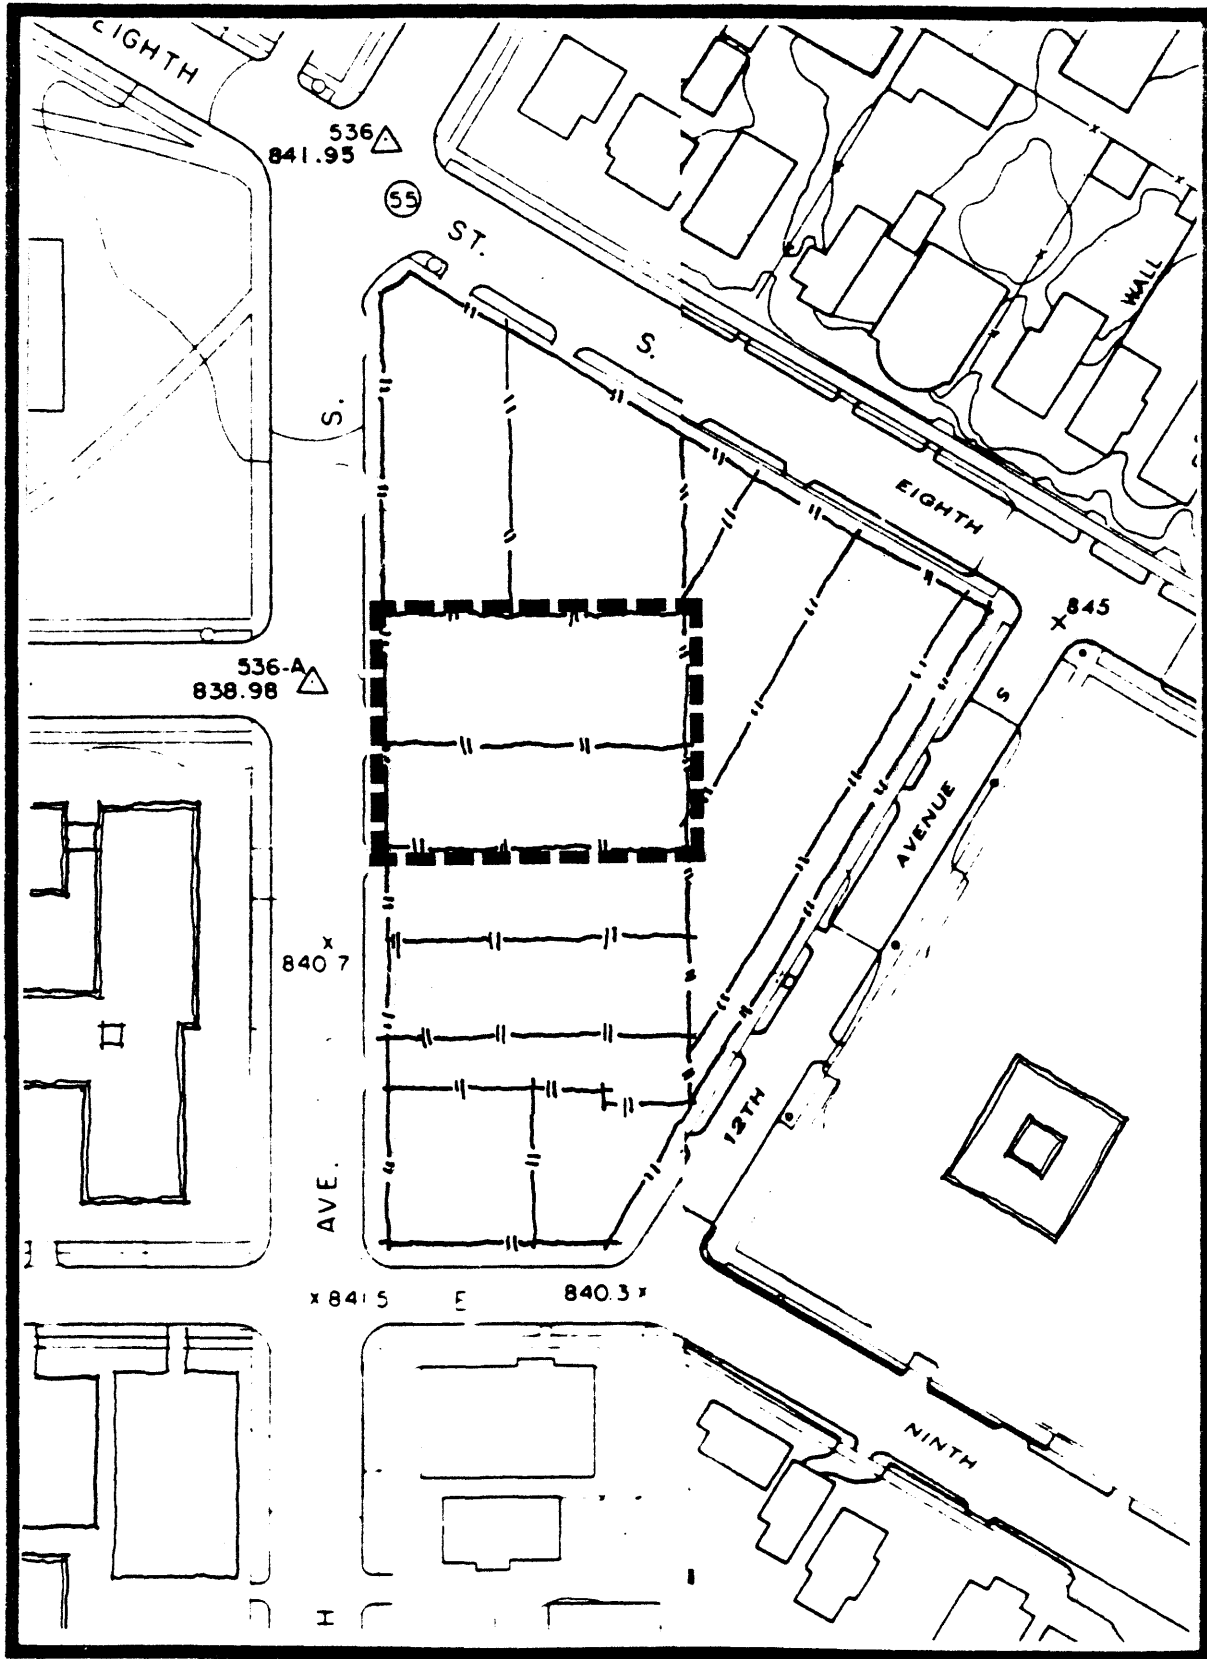 EIGHTH
536
841.95
55
ST.
S.
WALL
S.
EIGHTH
845
536-A
838.98
S
AVENUE
840 7
12TH
AVE.
841 5
E
840.3
NINTH
H